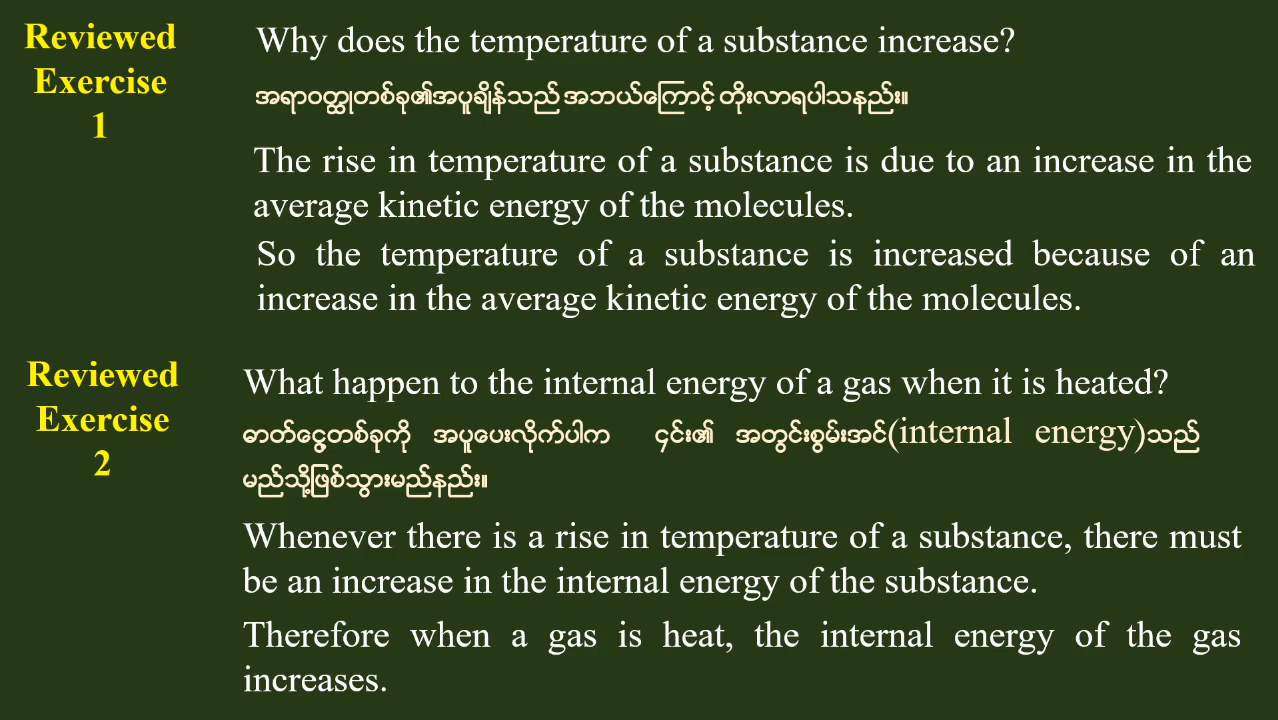 Reviewed
Exercise
1
Why does the temperature of a substance increase?
အရာဝတ္ထုတစ်ခု၏အပူချိန်သည် အဘယ်ကြောင့် တိုးလာရပါသနည်း။
The rise in temperature of a substance is due to an increase in the
average kinetic energy of the molecules.
So the temperature of a substance is increased because of an
increase in the average kinetic energy of the molecules.
Reviewed
Exercise
2
What happen to the internal energy of a gas when it is heated?
ဓာတ်ငွေ့တစ်ခုကို အပူပေးလိုက်ပါက ၄င်း၏ အတွင်းစွမ်းအင်(internal energy)သည်
မည်သို့ဖြစ်သွားမည်နည်း။
Whenever there is a rise in temperature of a substance, there must
be an increase in the internal energy of the substance.
Therefore when a gas is heat, the internal energy of the gas
increases.